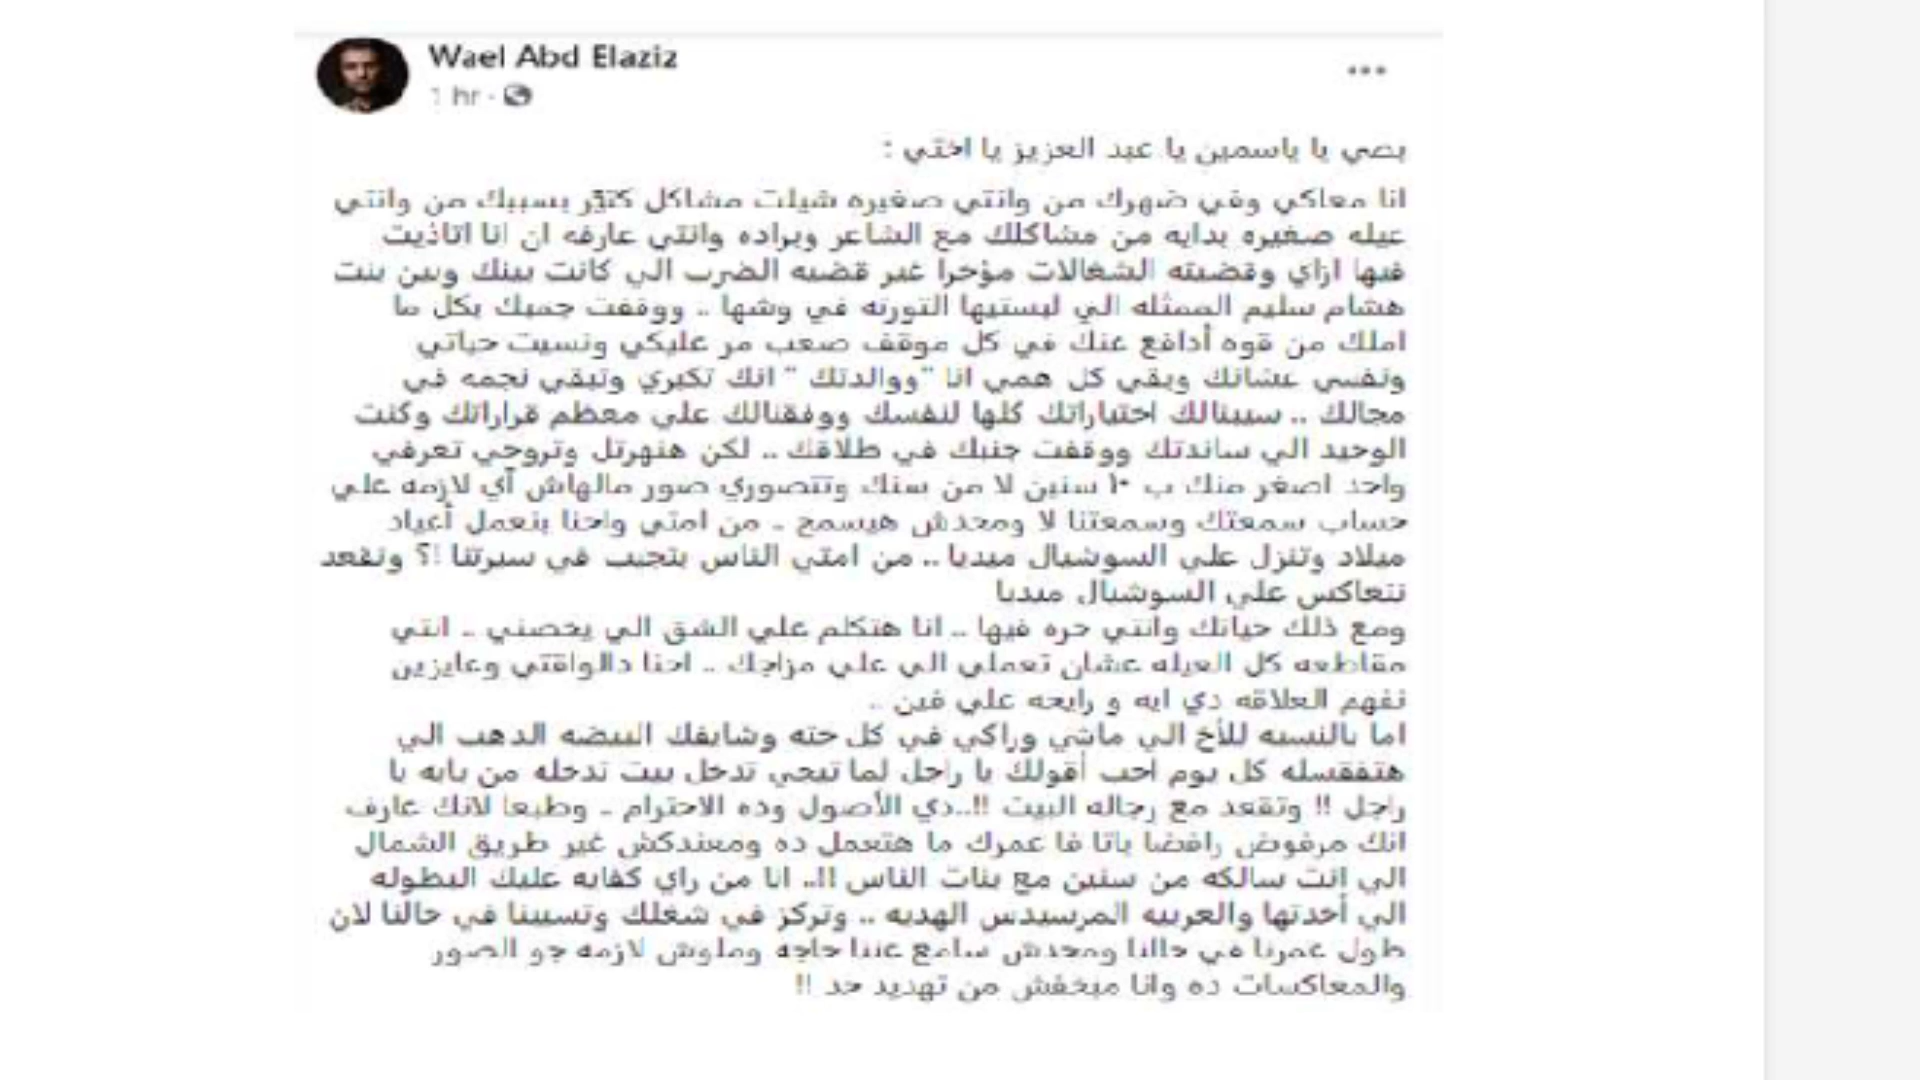 Wael Abd Elaziz
1 hr
بصي يا ياسمين يا عبد العزيز يا اختي :
انا معاكي وفي ضهرك من وانتي صغيره شيلت مشاكل كتير بسببك من وانتي
عيله صغيره بدايه من مشاكلك مع الشاعر وبراده وانتي عارفه ان انا اتاذيت
فيها ازاي وقضيته الشغالات مؤخرا غير قضيه الضرب الي كانت بينك وبين بنت
هشام سليم الممثله الي لبستيها التورته في وشها .. ووقفت جمبك بكل ما
املك من قوه أدافع عنك في كل موقف صعب مر عليكي ونسيت حياتي
ونفسي عشانك وبقي كل همي انا "ووالدتك " انك تكبري وتبقي نجمه في
مجالك .. سيبنالك اختياراتك كلها لنفسك ووفقنالك علي معظم قراراتك وكنت
الوحيد الي ساندتك ووقفت جنبك في طلاقك .. لكن هنهرتل وتروحي تعرفي
واحد اصغر منك ب ١٠ سنين لا من سنك وتتصوري صور مالهاش آي لازمه علي
حساب سمعتك وسمعتنا لا ومحدش هيسمح .. من امتي واحنا بنعمل أعياد
ميلاد وتنزل علي السوشيال ميديا .. من امتي الناس بتجيب في سيرتنا !؟ ونقعد
نتعاكس علي السوشيال ميديا
ومع ذلك حياتك وأنتي حره فيها .. انا هتكلم علي الشق الي يخصني .. انتي
مقاطعه كل العيله عشان تعملي الي علي مزاجك .. احنا دالواقتي وعايزين
نفهم العلاقه دي ايه و رايحه علي فين ..
اما بالنسبه للأخ الي ماشي وراكي في كل حته وشايفك البيضه الدهب الي
هتفقسله كل يوم احب أقولك يا راجل لما تيجي تدخل بيت تدخله من بابه يا
راجل !! وتقعد مع رجاله البيت !!..دي الأصول وده الاحترام .. وطبعا لانك عارف
انك مرفوض رافضا باتا فا عمرك ما هتعمل ده ومعندكش غير طريق الشمال
الي انت سالكه من سنين مع بنات الناس !!.. انا من راي كفايه عليك البطوله
الي أخدتها والعربيه المرسيدس الهديه .. وتركز في شغلك وتسيبنا في حالنا لان
طول عمرنا في حالنا ومحدش سامع عننا حاجه وملوش لازمه جو الصور
والمعاكسات ده وانا مبخفش من تهديد حد !!